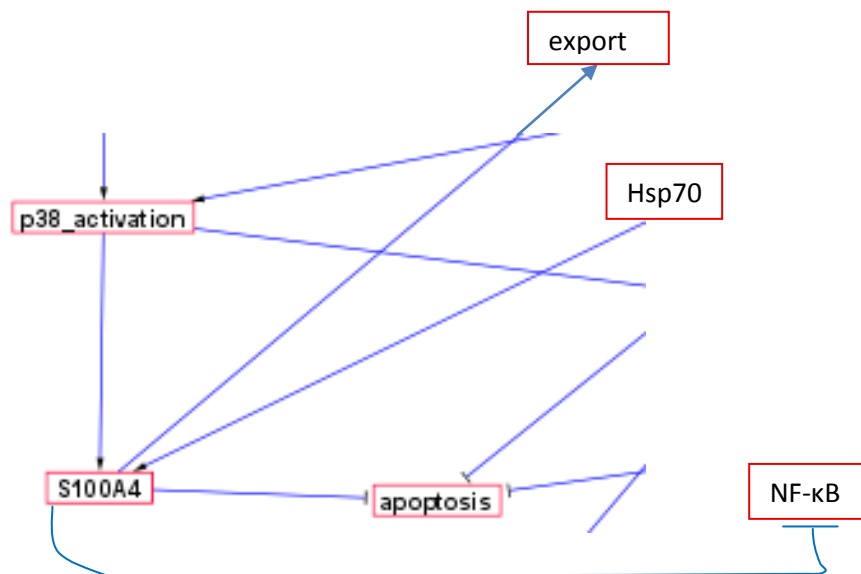 export
Hsp70
p38_activation
S100A4
apoptosis
NF-κB